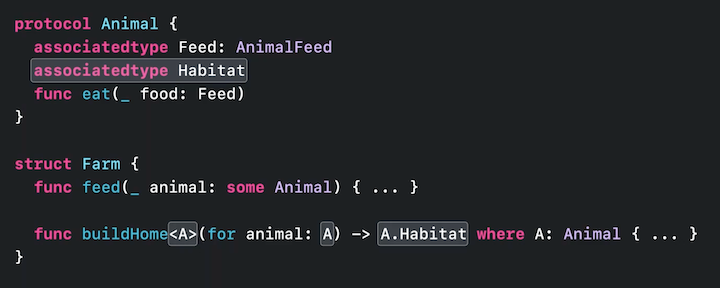 protocol Animal {
  associatedtype Feed: AnimalFeed
  associatedtype Habitat
  func eat(_ food: Feed)
}
struct Farm {
  func feed(_ animal: some Animal) { ... }
  func buildHome<A>(for animal: A) -> A.Habitat where A: Animal { ... }
}